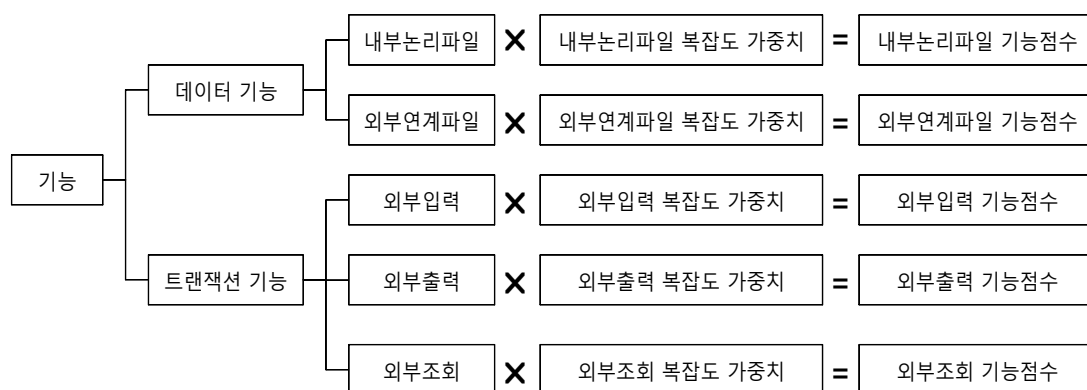 내부논리파일 × 내부논리파일 복잡도 가중치 = 내부논리파일 기능점수
데이터 기능
외부연계파일 × 외부연계파일 복잡도 가중치 = 외부연계파일 기능점수
기능
외부입력 × 외부입력 복잡도 가중치 = 외부입력 기능점수
트랜잭션 기능
외부출력 × 외부출력 복잡도 가중치 = 외부출력 기능점수
외부조회 × 외부조회 복잡도 가중치 = 외부조회 기능점수